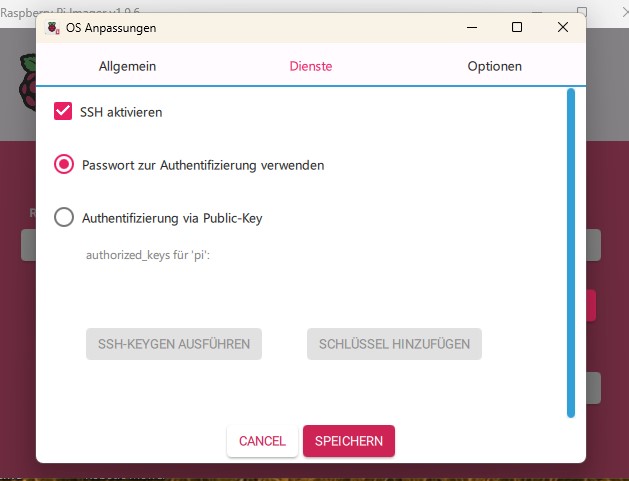 Raspberry Pi Imager v1.9.6
OS Anpassungen
Allgemein
Dienste
Optionen
SSH aktivieren
Passwort zur Authentifizierung verwenden
R
Authentifizierung via Public-Key
authorized_keys für 'pi':
SSH-KEYGEN AUSFÜHREN
SCHLÜSSEL HINZUFÜGEN
CANCEL
SPEICHERN